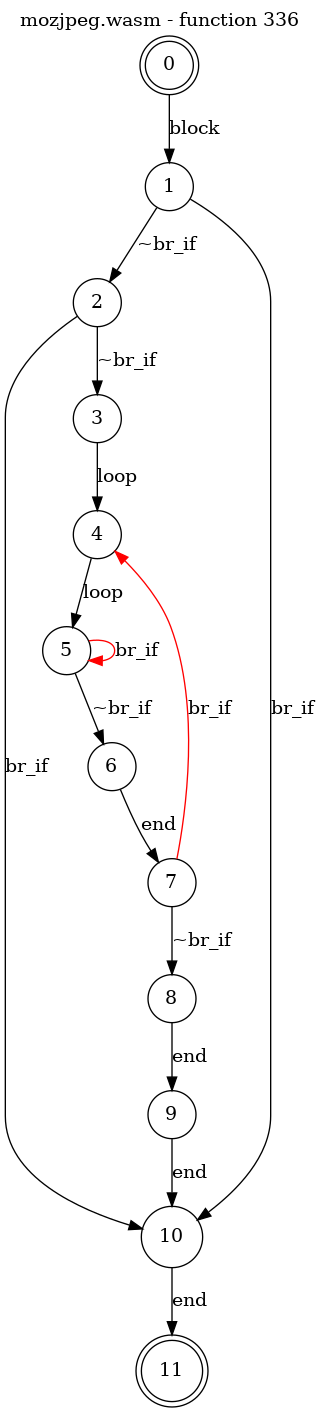 mozjpeg.wasm - function 336
0
block
1
~br_if
2
~br_if
3
loop
4
loop
5
br_if
~br_if
br_if
br_if
br_if
6
end
7
~br_if
8
end
9
end
10
end
11